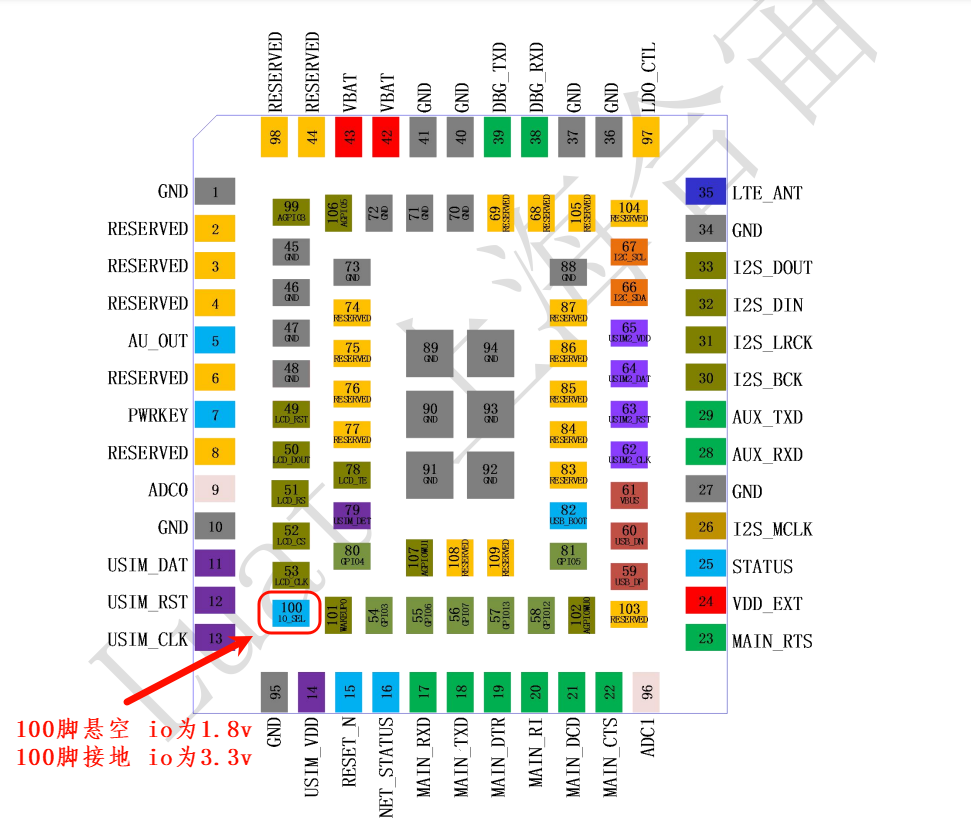 RESERVED
RESERVED
VBAT
VBAT
GND
GND
DBG_TXD
DBG_RXD
GND
GND
LDO_CTL
98
44
43
42
41
40
39
38
37
36
97
GND 1
RESERVED 2
RESERVED 3
RESERVED 4
AU_OUT 5
RESERVED 6
PWRKEY 7
RESERVED 8
ADC0 9
GND 10
USIM_DAT 11
USIM_RST 12
USIM_CLK 13
99
AGPIO3
45
GND
46
GND
47
GND
48
GND
49
LCD_RST
50
LCD_DOUT
51
LCD_RS
52
LCD_CS
53
LCD_CLK
100
IO_SEL
106
AGPIO5
72
GND
71
GND
70
GND
69
RESERVED
68
RESERVED
105
RESERVED
104
RESERVED
73
GND
74
RESERVED
75
RESERVED
76
RESERVED
77
RESERVED
78
LCD_TE
79
USIM_DET
80
GPIO4
89
GND
94
GND
90
GND
93
GND
91
GND
92
GND
88
GND
87
RESERVED
86
RESERVED
85
RESERVED
84
RESERVED
83
RESERVED
82
USB_BOOT
81
GPIO5
67
I2C_SCL
66
I2C_SDA
65
USIM2_VDD
64
USIM2_DAT
63
USIM2_RST
62
USIM2_CLK
61
VBUS
60
USB_DN
59
USB_DP
103
RESERVED
107
108
RESERVED
109
RESERVED
101
WAKEUP0
54
GPIO3
55
GPIO6
56
GPIO7
57
GPIO13
58
GPIO12
102
35 LTE_ANT
34 GND
33 I2S_DOUT
32 I2S_DIN
31 I2S_LRCK
30 I2S_BCK
29 AUX_TXD
28 AUX_RXD
27 GND
26 I2S_MCLK
25 STATUS
24 VDD_EXT
23 MAIN_RTS
95
14
15
16
17
18
19
20
21
22
96
GND
USIM_VDD
RESET_N
NET_STATUS
MAIN_RXD
MAIN_TXD
MAIN_DTR
MAIN_RI
MAIN_DCD
MAIN_CTS
ADC1
100脚悬空 io为1.8v
100脚接地 io为3.3v
Luat 上海合宙